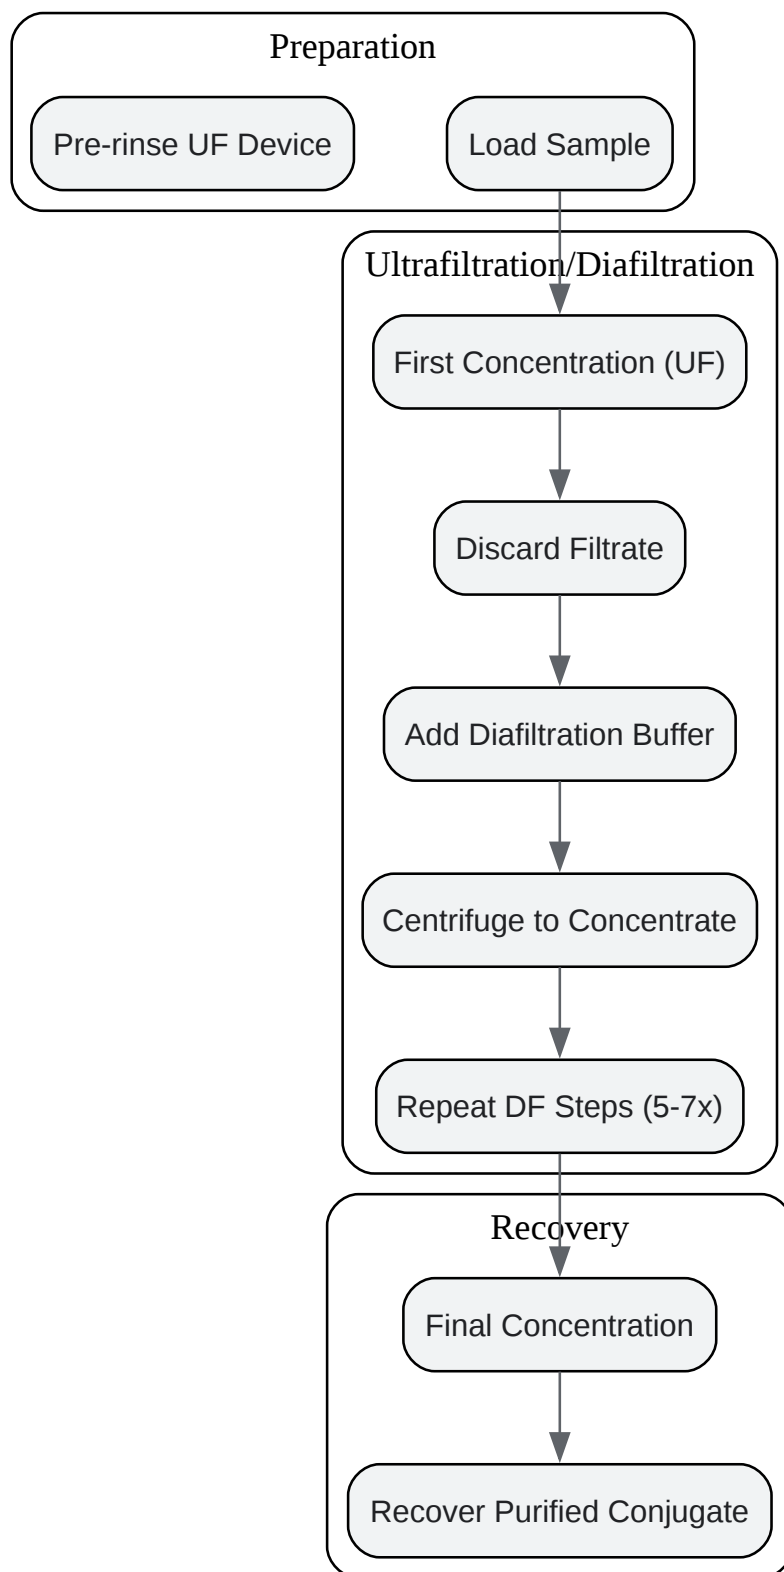 Preparation
Pre-rinse UF Device
Load Sample
Ultrafiltration/Diafiltration
First Concentration (UF)
Discard Filtrate
Add Diafiltration Buffer
Centrifuge to Concentrate
Repeat DF Steps (5-7x)
Recovery
Final Concentration
Recover Purified Conjugate